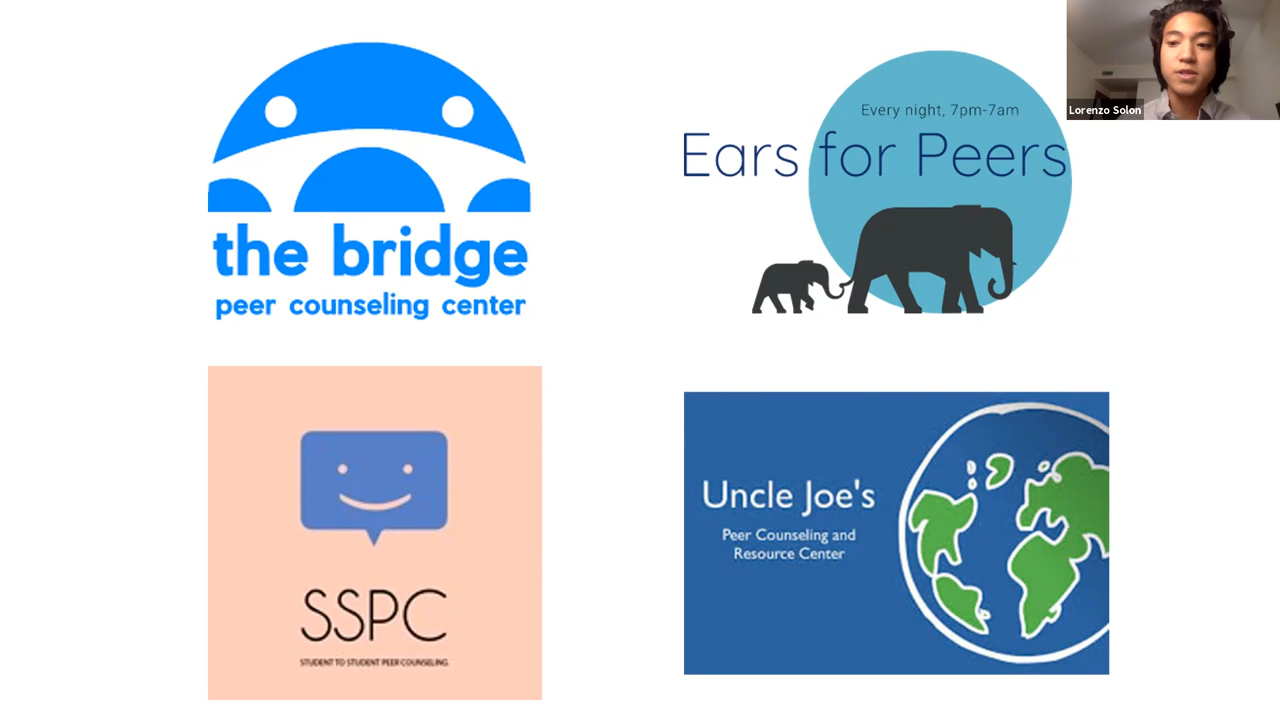 the bridge
peer counseling center
Every night, 7pm-7am
Ears for Peers
Lorenzo Solon
SSPC
STUDENT TO STUDENT PEER COUNSELING
Uncle Joe's
Peer Counseling and
Resource Center